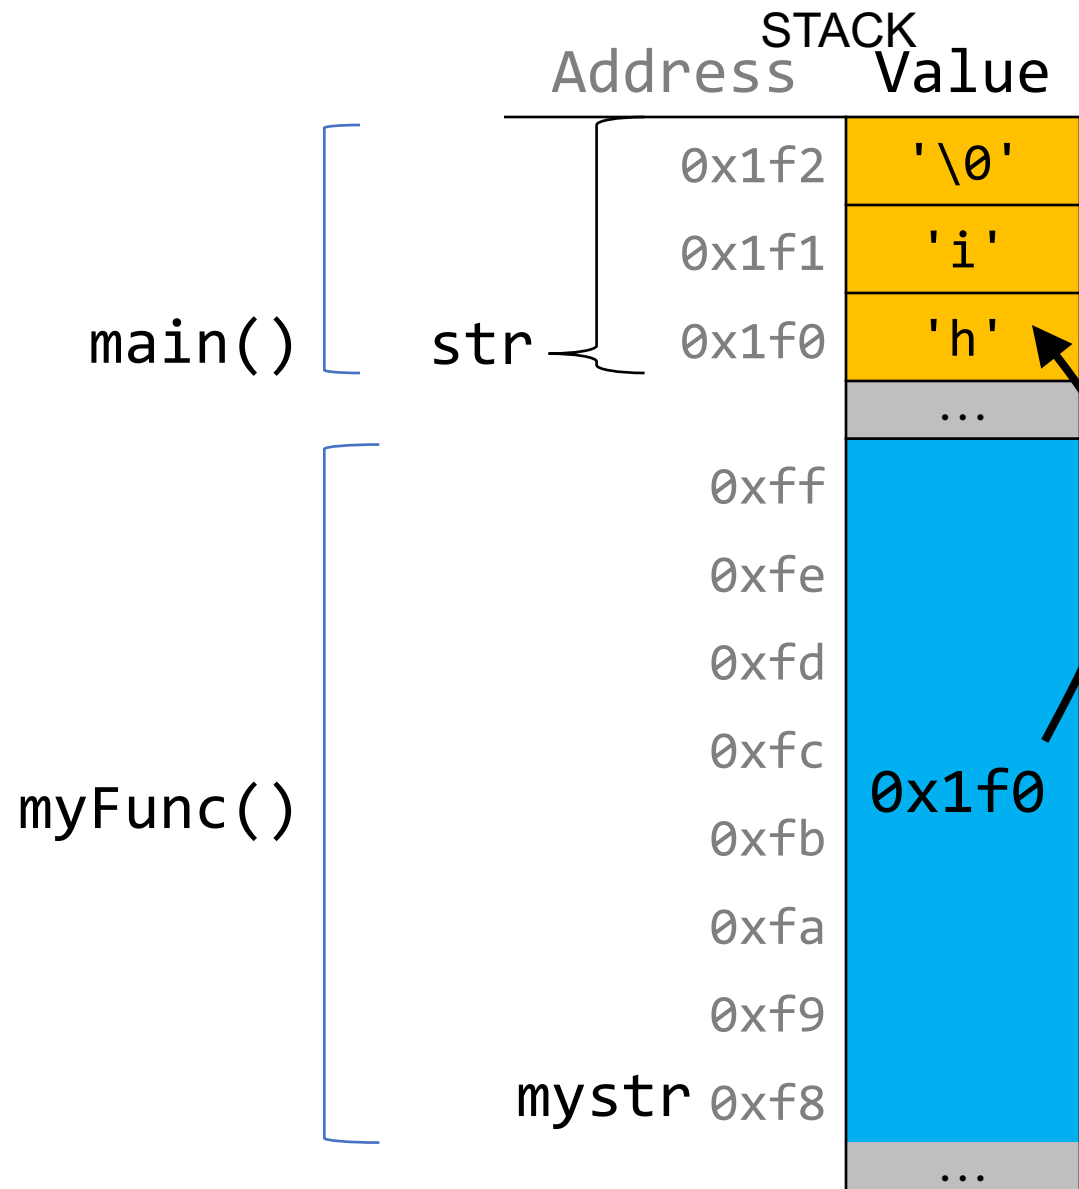 STACK
Address Value
0x1f2 '\0'
0x1f1 'i'
main() str 0x1f0 'h'
...
0xff
0xfe
0xfd
0xfc
myFunc() 0x1f0
0xfb
0xfa
0xf9
mystr 0xf8
...